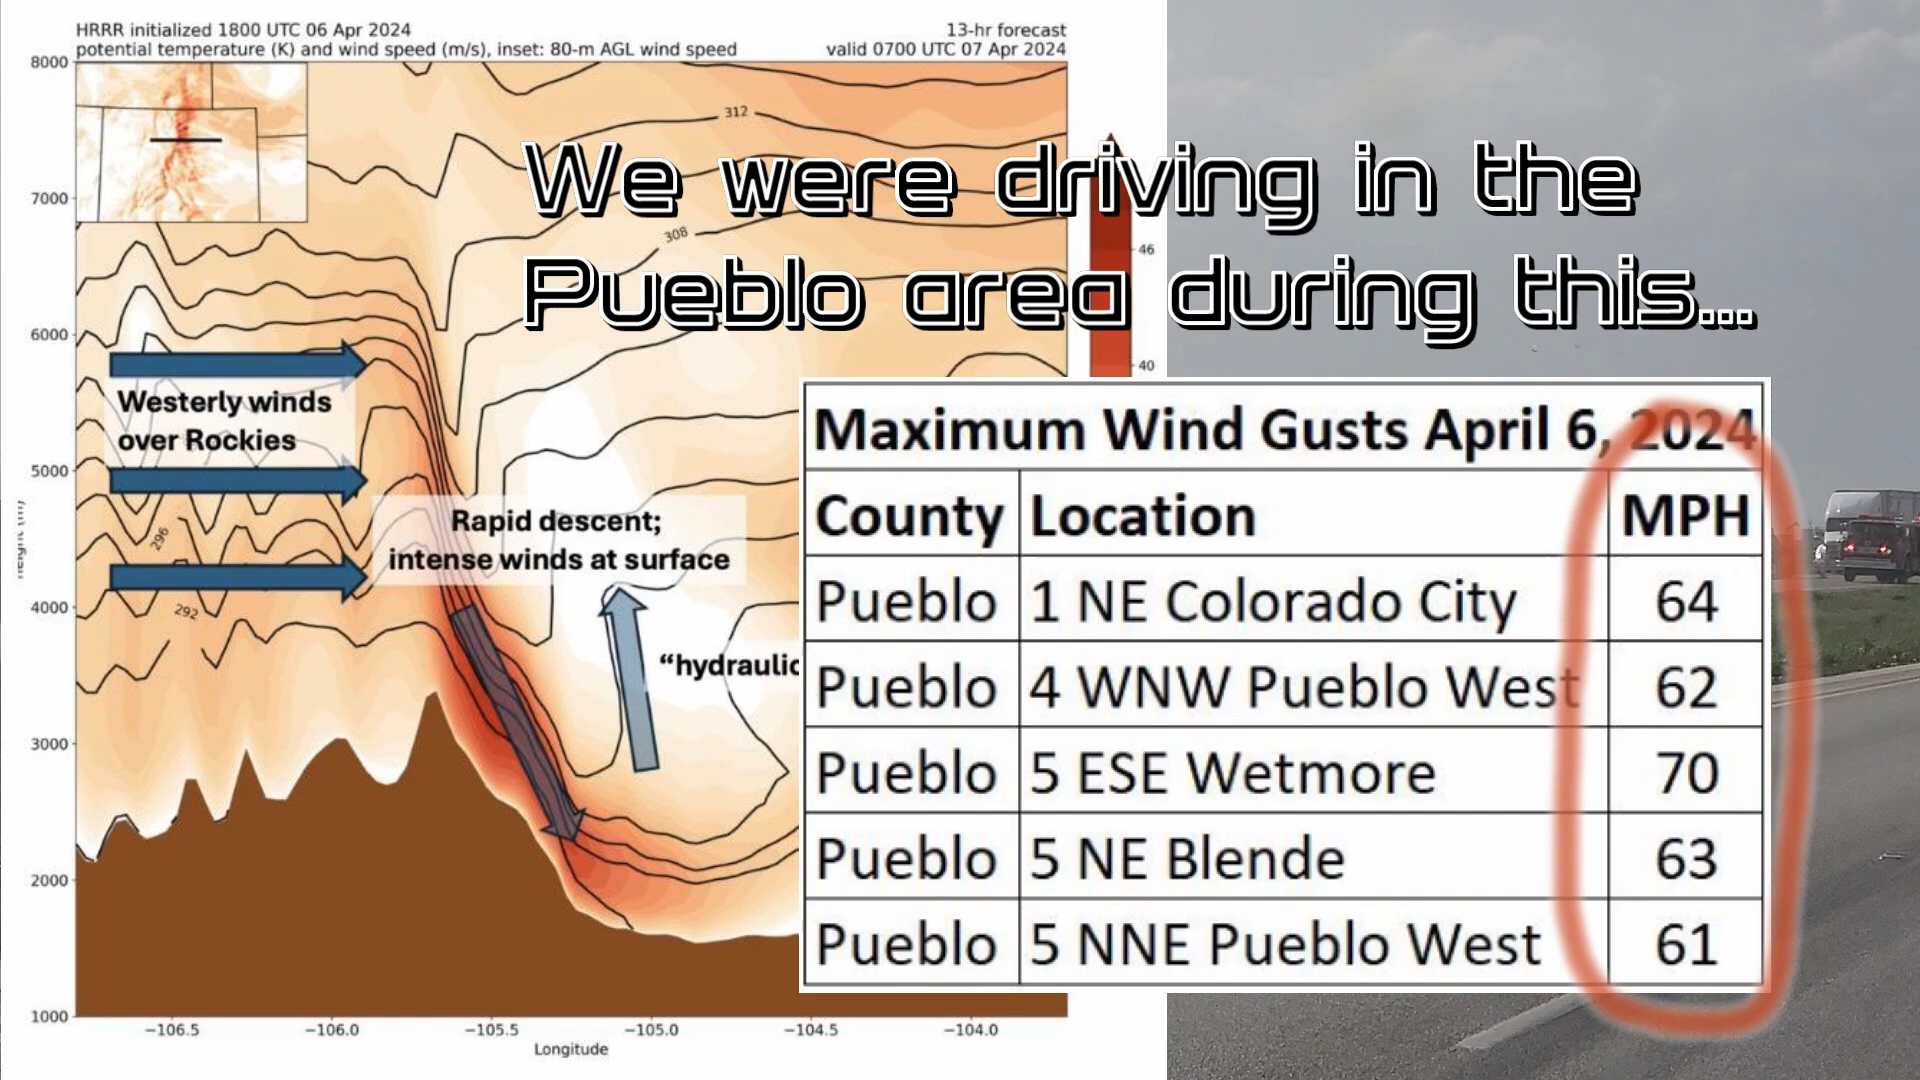 HRRR initialized 1800 UTC 06 Apr 2024
13-hr forecast
potential temperature (K) and wind speed (m/s), inset: 80-m AGL wind speed
valid 0700 UTC 07 Apr 2024
8000
7000
6000
5000
4000
3000
2000
1000
312
308
296
292
46
40
We were driving in the
Pueblo area during this...
Westerly winds
over Rockies
Rapid descent;
intense winds at surface
“hydraulic
Maximum Wind Gusts April 6, 2024
County Location MPH
Pueblo 1 NE Colorado City 64
Pueblo 4 WNW Pueblo West 62
Pueblo 5 ESE Wetmore 70
Pueblo 5 NE Blende 63
Pueblo 5 NNE Pueblo West 61
−106.5 −106.0 −105.5 −105.0 −104.5 −104.0
Longitude